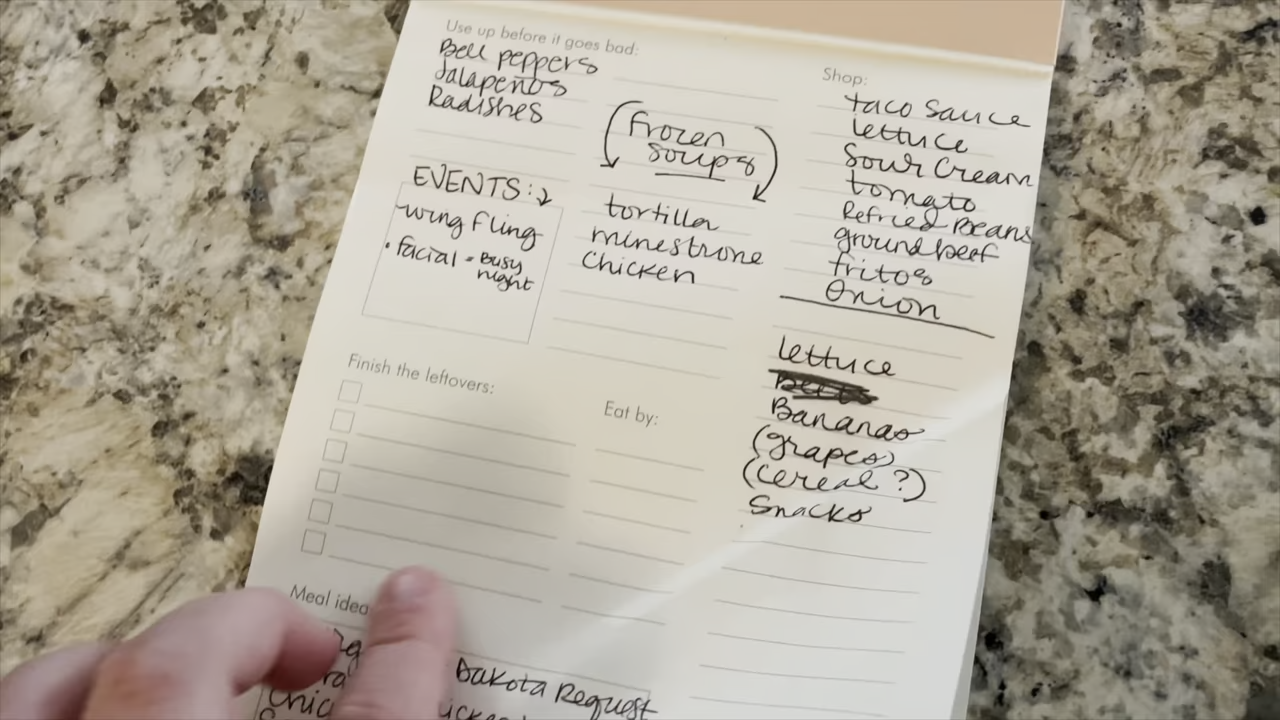 Use up before it goes bad:
Bell peppers
Jalapeños
Radishes
EVENTS:
-wing fling
• facial - busy
night
(frozen
soups)
tortilla
minestrone
chicken
Shop:
taco sauce
lettuce
Sour Cream
tomato
Refried Beans
ground beef
fritos
Onion
lettuce
Bananas
(grapes)
(cereal ?)
Snacks
Finish the leftovers:
Eat by:
Meal idea
Dakota Request
Chic